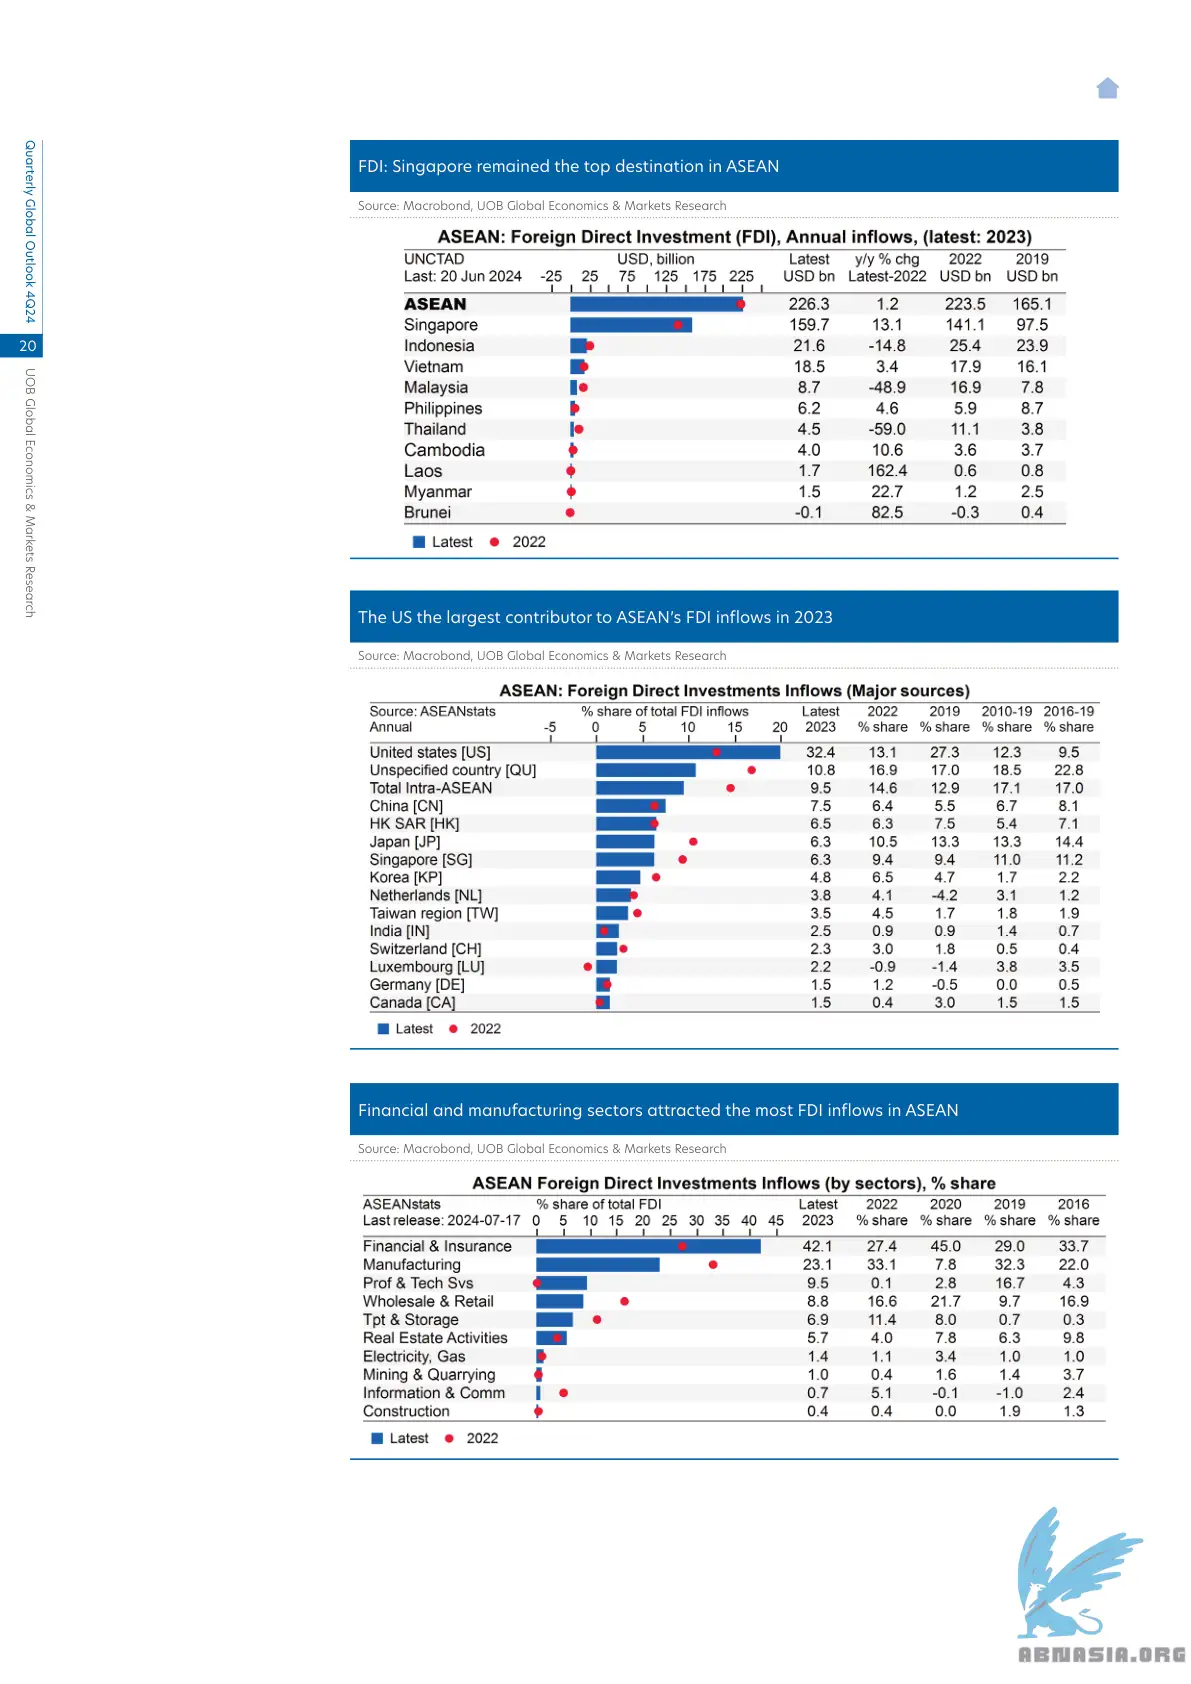 Quarterly Global Outlook 4Q24
20
UOB Global Economics & Markets Research
FDI: Singapore remained the top destination in ASEAN
Source: Macrobond, UOB Global Economics & Markets Research
ASEAN: Foreign Direct Investment (FDI), Annual inflows, (latest: 2023)
UNCTAD USD, billion Latest y/y % chg 2022 2019
Last: 20 Jun 2024 -25 25 75 125 175 225 USD bn Latest-2022 USD bn USD bn
ASEAN 226.3 1.2 223.5 165.1
Singapore 159.7 13.1 141.1 97.5
Indonesia 21.6 -14.8 25.4 23.9
Vietnam 18.5 3.4 17.9 16.1
Malaysia 8.7 -48.9 16.9 7.8
Philippines 6.2 4.6 5.9 8.7
Thailand 4.5 -59.0 11.1 3.8
Cambodia 4.0 10.6 3.6 3.7
Laos 1.7 162.4 0.6 0.8
Myanmar 1.5 22.7 1.2 2.5
Brunei -0.1 82.5 -0.3 0.4
Latest 2022
The US the largest contributor to ASEAN's FDI inflows in 2023
Source: Macrobond, UOB Global Economics & Markets Research
ASEAN: Foreign Direct Investments Inflows (Major sources)
Source: ASEANstats % share of total FDI inflows Latest 2022 2019 2010-19 2016-19
Annual -5 0 5 10 15 20 2023 % share % share % share % share
United states [US] 32.4 13.1 27.3 12.3 9.5
Unspecified country [QU] 10.8 16.9 17.0 18.5 22.8
Total Intra-ASEAN 9.5 14.6 12.9 17.1 17.0
China [CN] 7.5 6.4 5.5 6.7 8.1
HK SAR [HK] 6.5 6.3 7.5 5.4 7.1
Japan [JP] 6.3 10.5 13.3 13.3 14.4
Singapore [SG] 6.3 9.4 9.4 11.0 11.2
Korea [KP] 4.8 6.5 4.7 1.7 2.2
Netherlands [NL] 3.8 4.1 -4.2 3.1 1.2
Taiwan region [TW] 3.5 4.5 1.7 1.8 1.9
India [IN] 2.5 0.9 0.9 1.4 0.7
Switzerland [CH] 2.3 3.0 1.8 0.5 0.4
Luxembourg [LU] 2.2 -0.9 -1.4 3.8 3.5
Germany [DE] 1.5 1.2 -0.5 0.0 0.5
Canada [CA] 1.5 0.4 3.0 1.5 1.5
Latest 2022
Financial and manufacturing sectors attracted the most FDI inflows in ASEAN
Source: Macrobond, UOB Global Economics & Markets Research
ASEAN Foreign Direct Investments Inflows (by sectors), % share
ASEANstats % share of total FDI Latest 2022 2020 2019 2016
Last release: 2024-07-17 0 5 10 15 20 25 30 35 40 45 2023 % share % share % share % share
Financial & Insurance 42.1 27.4 45.0 29.0 33.7
Manufacturing 23.1 33.1 7.8 32.3 22.0
Prof & Tech Svs 9.5 0.1 2.8 16.7 4.3
Wholesale & Retail 8.8 16.6 21.7 9.7 16.9
Tpt & Storage 6.9 11.4 8.0 0.7 0.3
Real Estate Activities 5.7 4.0 7.8 6.3 9.8
Electricity, Gas 1.4 1.1 3.4 1.0 1.0
Mining & Quarrying 1.0 0.4 1.6 1.4 3.7
Information & Comm 0.7 5.1 -0.1 -1.0 2.4
Construction 0.4 0.4 0.0 1.9 1.3
Latest 2022
ABNASIA.ORG